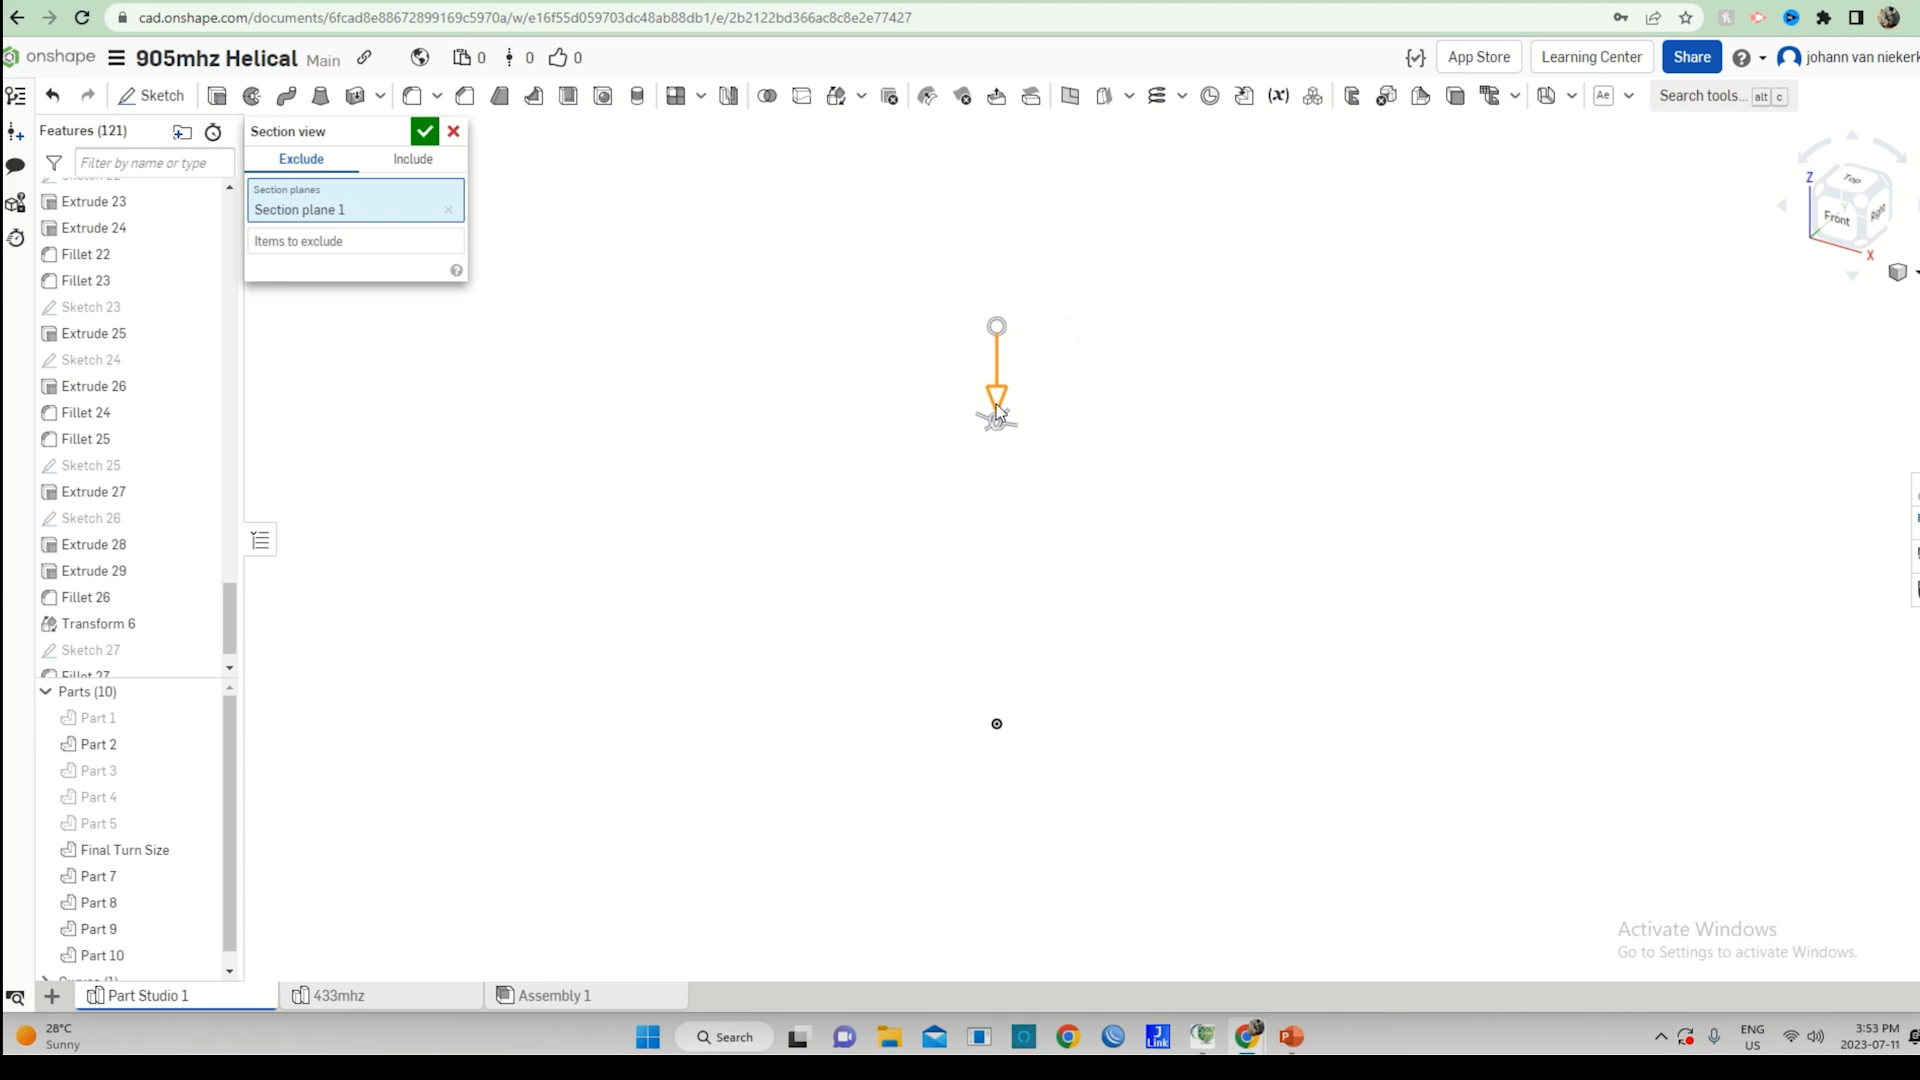 cad.onshape.com/documents/6fcad8e88672899169c5970a/w/e16f55d059703dc48ab88db1/e/2b2122bd366ac8c8e2e77427
onshape 905mhz Helical Main 0 0 0 App Store Learning Center Share johann van niekerk
Sketch Search tools... alt c
Features (121)
Filter by name or type
Extrude 23
Extrude 24
Fillet 22
Fillet 23
Sketch 23
Extrude 25
Sketch 24
Extrude 26
Fillet 24
Fillet 25
Sketch 25
Extrude 27
Sketch 26
Extrude 28
Extrude 29
Fillet 26
Transform 6
Sketch 27
Fillet 27
Parts (10)
Part 1
Part 2
Part 3
Part 4
Part 5
Final Turn Size
Part 7
Part 8
Part 9
Part 10
Section view
Exclude Include
Section planes
Section plane 1
Items to exclude
Top
Front
Right
Z
Y
X
Activate Windows
Go to Settings to activate Windows.
Part Studio 1 433mhz Assembly 1
28°C
Sunny
Search
J
Link
ENG
US
3:53 PM
2023-07-11